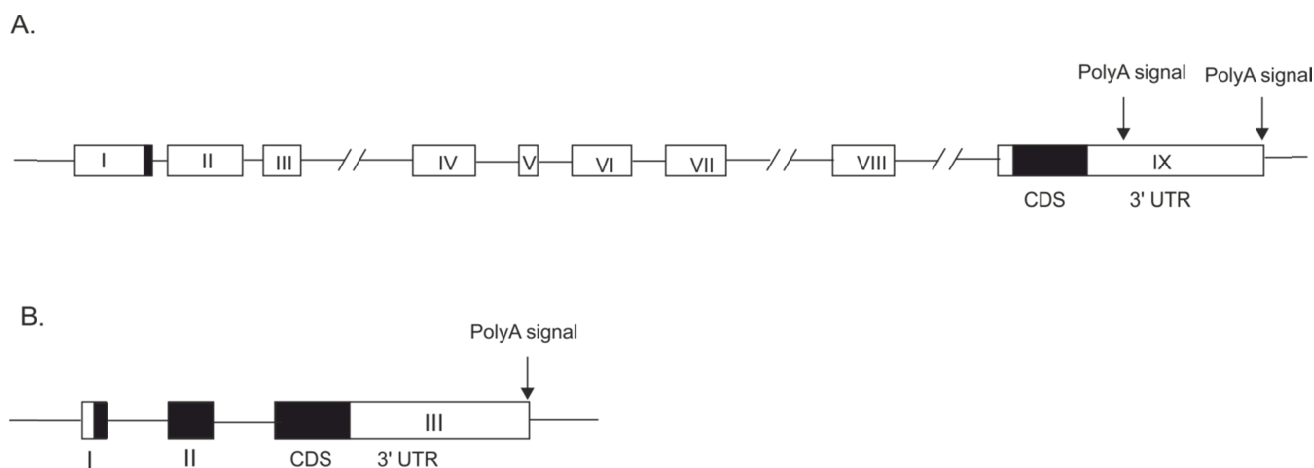 A.
PolyA signal PolyA signal
I II III IV V VI VII VIII IX
CDS 3' UTR
B.
PolyA signal
III
I II CDS 3' UTR